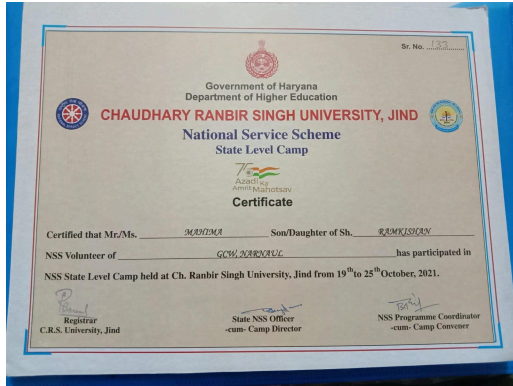 Sr. No. 133
Government of Haryana
Department of Higher Education
CHAUDHARY RANBIR SINGH UNIVERSITY, JIND
National Service Scheme
State Level Camp
75
Azadi Ka
Amrit Mahotsav
Certificate
Certified that Mr./Ms. MAHIMA Son/Daughter of Sh. RAMKISHAN
NSS Volunteer of GCW, NARNAUL has participated in
NSS State Level Camp held at Ch. Ranbir Singh University, Jind from 19th to 25th October, 2021.
Registrar
C.R.S. University, Jind
State NSS Officer
-cum- Camp Director
NSS Programme Coordinator
-cum- Camp Convener